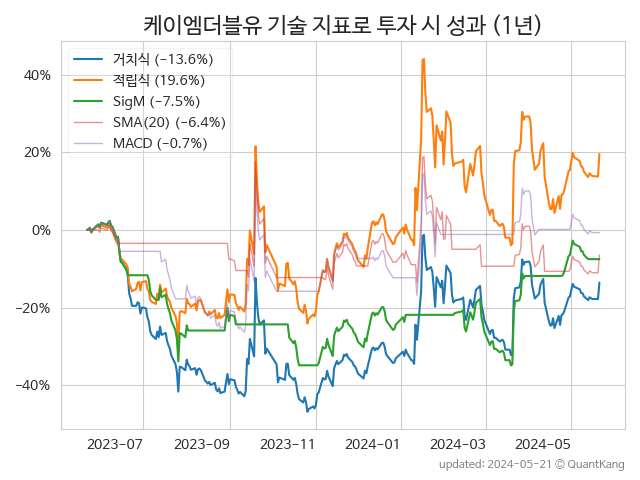 케이엠더블유 기술 지표로 투자 시 성과 (1년)
거치식 (−13.6%)
적립식 (19.6%)
SigM (−7.5%)
SMA(20) (−6.4%)
MACD (−0.7%)
40%
20%
0%
−20%
−40%
2023-07
2023-09
2023-11
2024-01
2024-03
2024-05
updated: 2024-05-21 © QuantKang